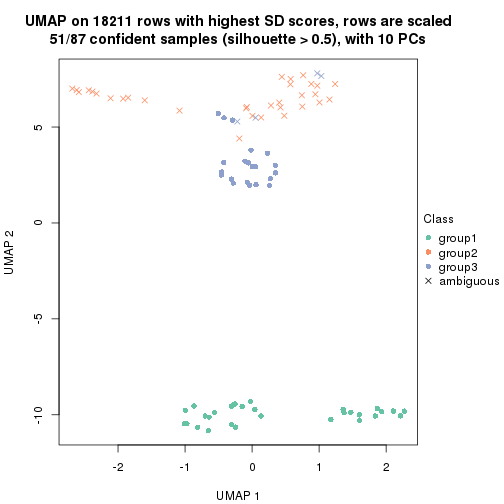 UMAP on 18211 rows with highest SD scores, rows are scaled
51/87 confident samples (silhouette > 0.5), with 10 PCs
5
0
-5
-10
UMAP 2
-2
-1
0
1
2
UMAP 1
Class
group1
group2
group3
ambiguous